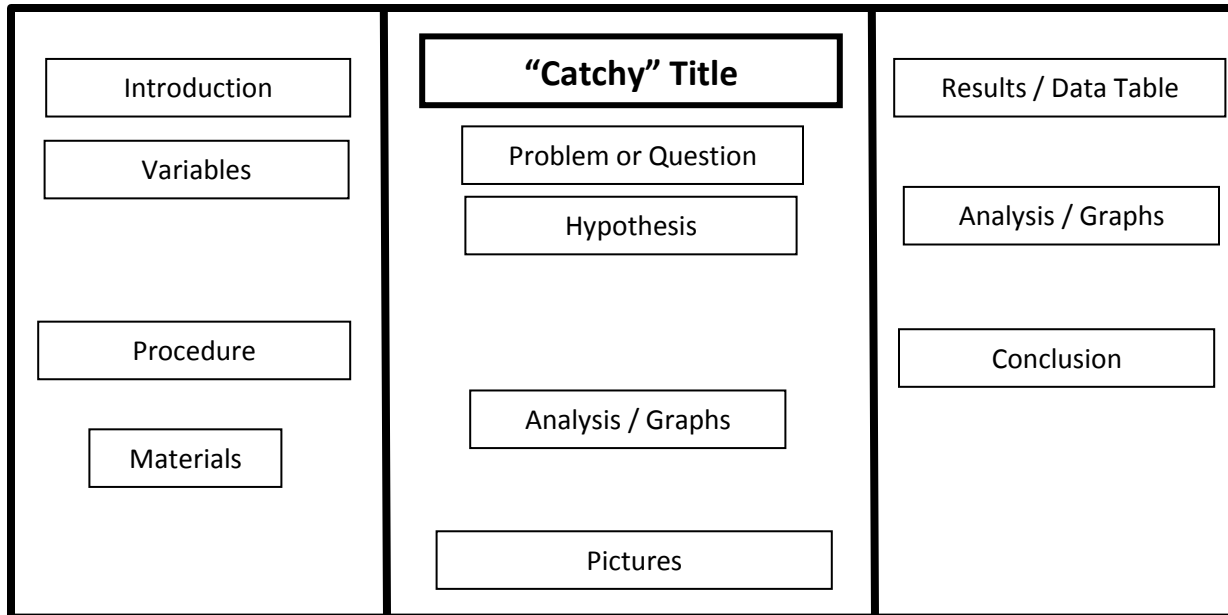 Introduction
Variables
Procedure
Materials
“Catchy” Title
Problem or Question
Hypothesis
Analysis / Graphs
Pictures
Results / Data Table
Analysis / Graphs
Conclusion